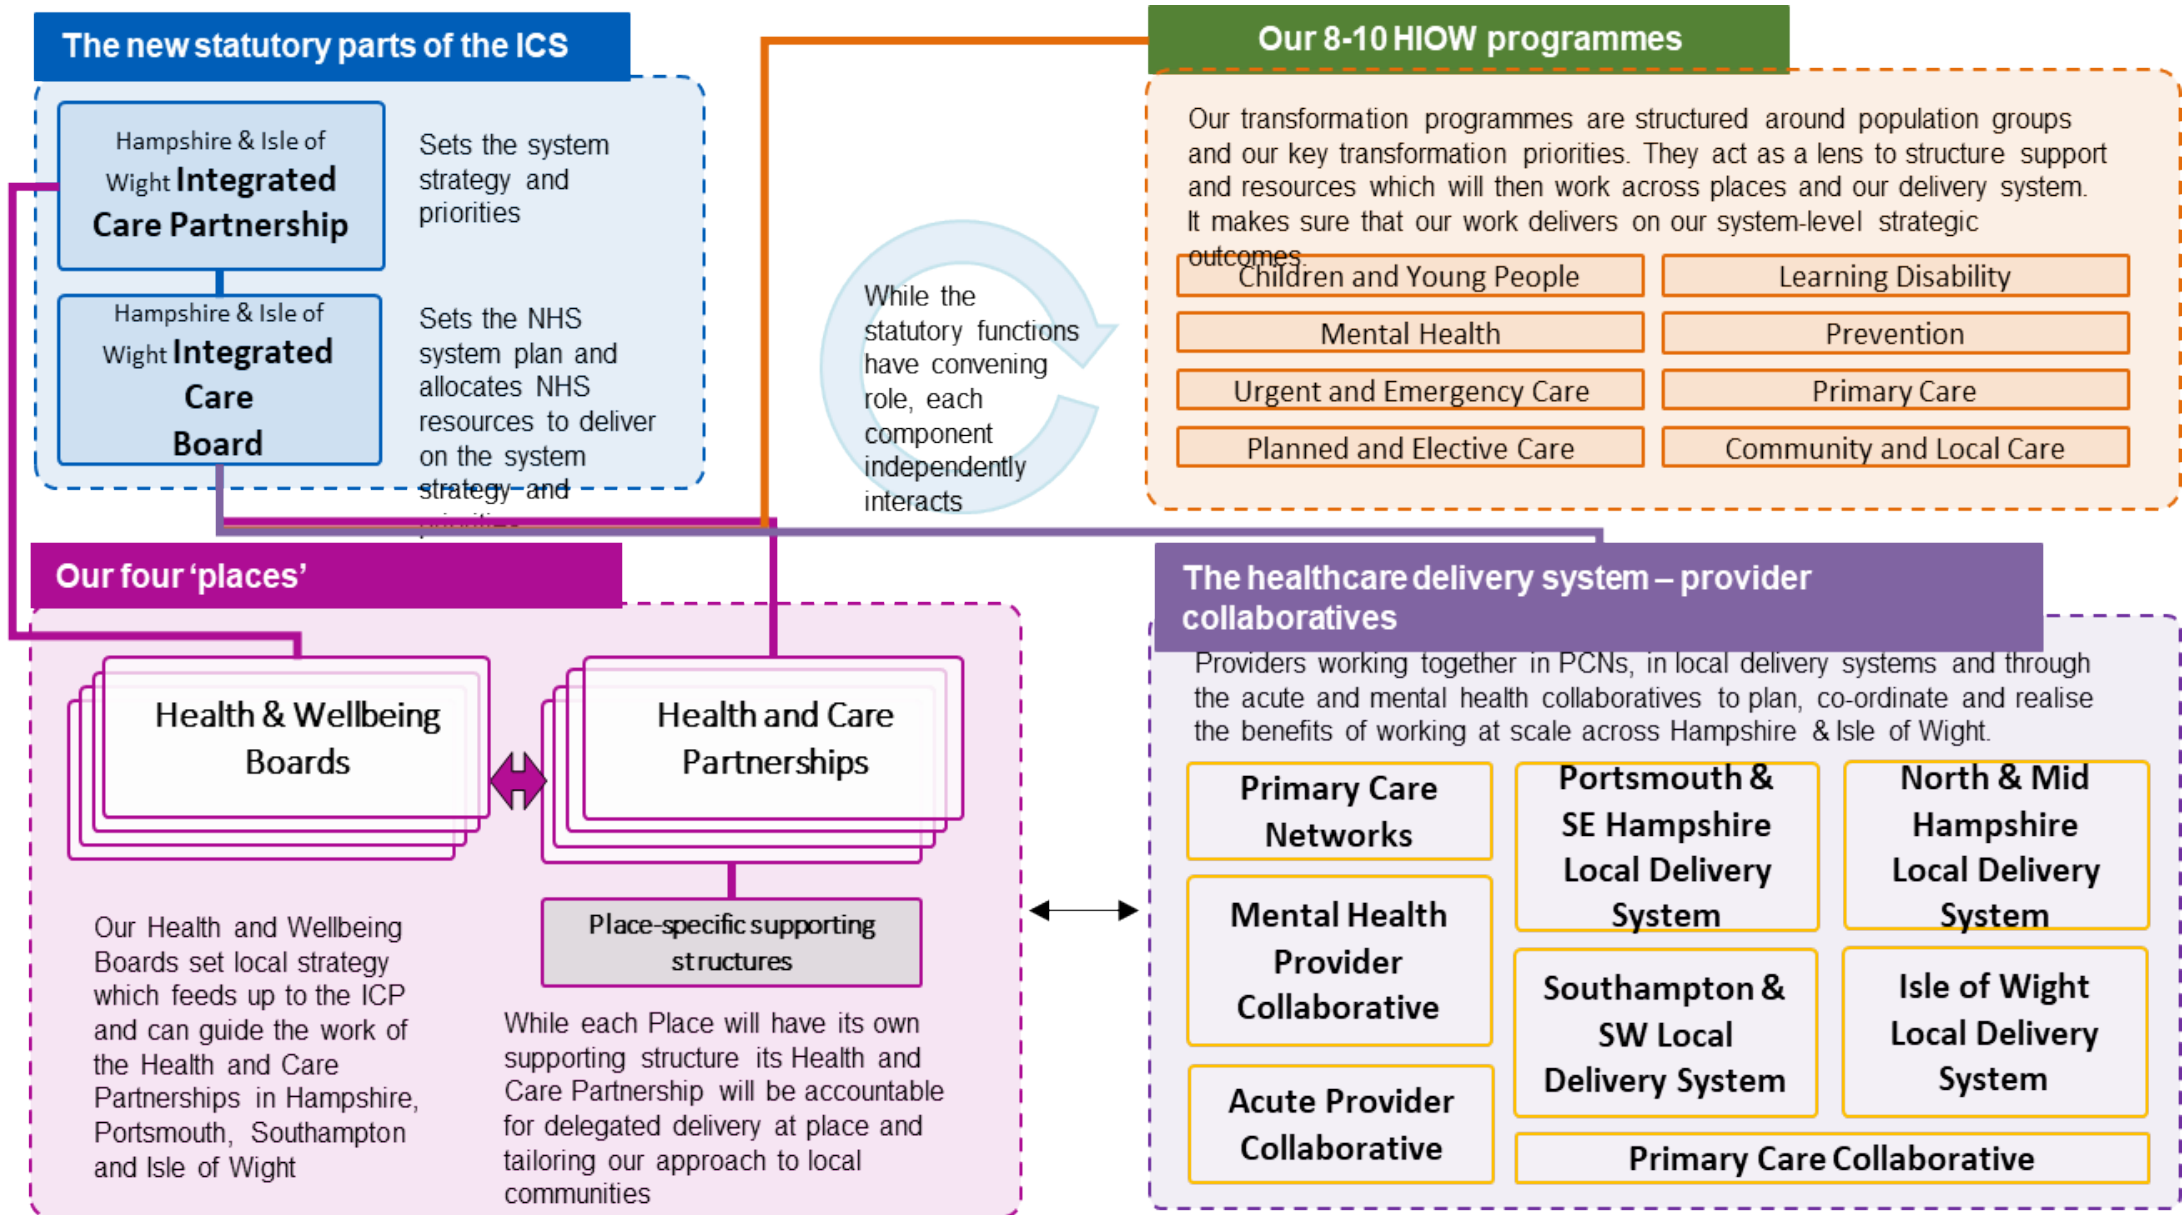 The new statutory parts of the ICS
Hampshire & Isle of
Wight Integrated
Care Partnership
Sets the system
strategy and
priorities
Hampshire & Isle of
Wight Integrated
Care
Board
Sets the NHS
system plan and
allocates NHS
resources to deliver
on the system
strategy and
While the
statutory functions
have convening
role, each
component
independently
interacts
Our 8-10 HIOW programmes
Our transformation programmes are structured around population groups
and our key transformation priorities. They act as a lens to structure support
and resources which will then work across places and our delivery system.
It makes sure that our work delivers on our system-level strategic
outcomes.
Children and Young People
Learning Disability
Mental Health
Prevention
Urgent and Emergency Care
Primary Care
Planned and Elective Care
Community and Local Care
Our four ‘places’
Health & Wellbeing
Boards
Health and Care
Partnerships
Place-specific supporting
structures
Our Health and Wellbeing
Boards set local strategy
which feeds up to the ICP
and can guide the work of
the Health and Care
Partnerships in Hampshire,
Portsmouth, Southampton
and Isle of Wight
While each Place will have its own
supporting structure its Health and
Care Partnership will be accountable
for delegated delivery at place and
tailoring our approach to local
communities
The healthcare delivery system – provider
collaboratives
Providers working together in PCNs, in local delivery systems and through
the acute and mental health collaboratives to plan, co-ordinate and realise
the benefits of working at scale across Hampshire & Isle of Wight.
Primary Care
Networks
Mental Health
Provider
Collaborative
Acute Provider
Collaborative
Portsmouth &
SE Hampshire
Local Delivery
System
North & Mid
Hampshire
Local Delivery
System
Southampton &
SW Local
Delivery System
Isle of Wight
Local Delivery
System
Primary Care Collaborative